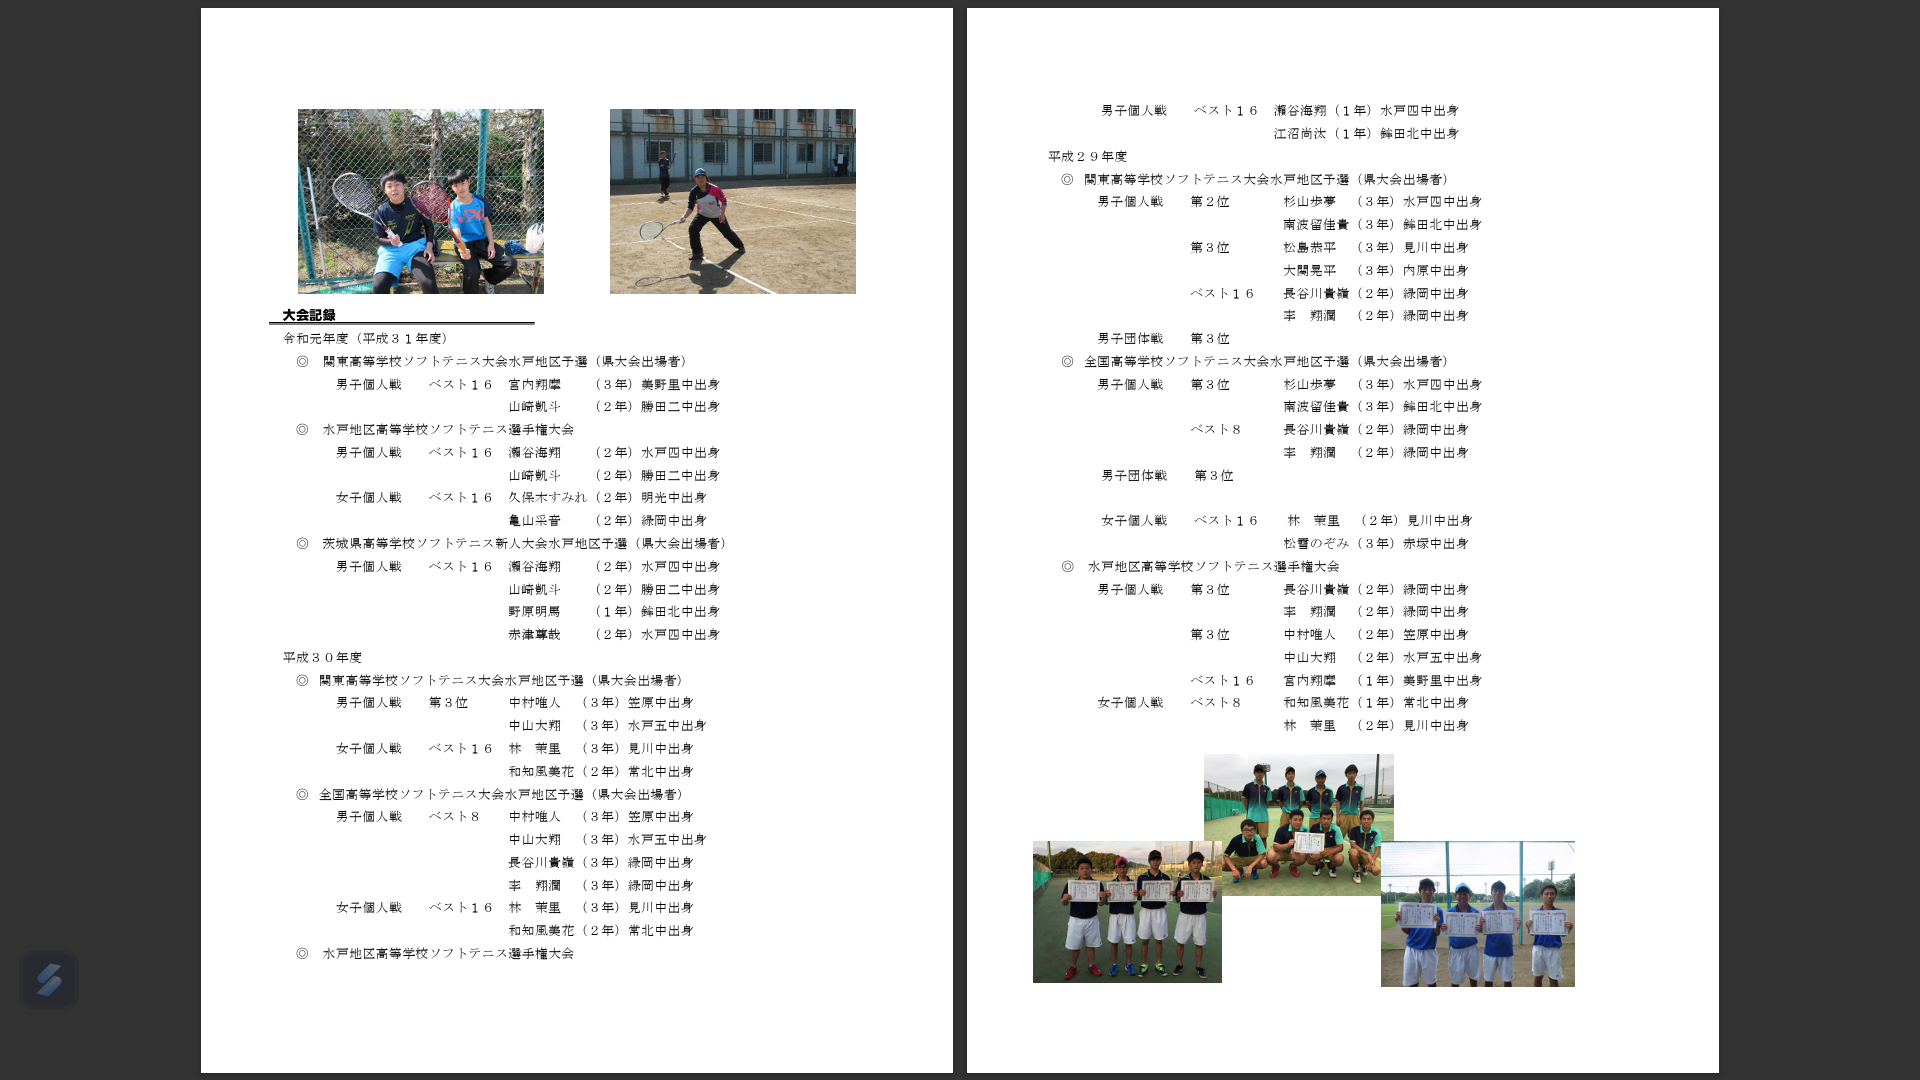 大会記録
令和元年度（平成３１年度）
◎　関東高等学校ソフトテニス大会水戸地区予選（県大会出場者）
男子個人戦　　ベスト１６　宮内翔摩　　（３年）美野里中出身
山﨑凱斗　　（２年）勝田二中出身
◎　水戸地区高等学校ソフトテニス選手権大会
男子個人戦　　ベスト１６　瀬谷海翔　　（２年）水戸四中出身
山﨑凱斗　　（２年）勝田二中出身
女子個人戦　　ベスト１６　久保木すみれ（２年）明光中出身
亀山采音　　（２年）緑岡中出身
◎　茨城県高等学校ソフトテニス新人大会水戸地区予選（県大会出場者）
男子個人戦　　ベスト１６　瀬谷海翔　　（２年）水戸四中出身
山﨑凱斗　　（２年）勝田二中出身
野原明馬　　（１年）鉾田北中出身
赤津尊哉　　（２年）水戸四中出身
平成３０年度
◎　関東高等学校ソフトテニス大会水戸地区予選（県大会出場者）
男子個人戦　　第３位　　　中村唯人　（３年）笠原中出身
中山大翔　（３年）水戸五中出身
女子個人戦　　ベスト１６　林　茉里　（３年）見川中出身
和知風美花（２年）常北中出身
◎　全国高等学校ソフトテニス大会水戸地区予選（県大会出場者）
男子個人戦　　ベスト８　　中村唯人　（３年）笠原中出身
中山大翔　（３年）水戸五中出身
長谷川貴嶺（３年）緑岡中出身
李　翔潤　（３年）緑岡中出身
女子個人戦　　ベスト１６　林　茉里　（３年）見川中出身
和知風美花（２年）常北中出身
◎　水戸地区高等学校ソフトテニス選手権大会
男子個人戦　　ベスト１６　瀬谷海翔（１年）水戸四中出身
江沼尚汰（１年）鉾田北中出身
平成２９年度
◎　関東高等学校ソフトテニス大会水戸地区予選（県大会出場者）
男子個人戦　　第２位　　　　杉山歩夢　（３年）水戸四中出身
南波留佳貴（３年）鉾田北中出身
第３位　　　　松島恭平　（３年）見川中出身
大関晃平　（３年）内原中出身
ベスト１６　　長谷川貴嶺（２年）緑岡中出身
李　翔潤　（２年）緑岡中出身
男子団体戦　　第３位
◎　全国高等学校ソフトテニス大会水戸地区予選（県大会出場者）
男子個人戦　　第３位　　　　杉山歩夢　（３年）水戸四中出身
南波留佳貴（３年）鉾田北中出身
ベスト８　　　長谷川貴嶺（２年）緑岡中出身
李　翔潤　（２年）緑岡中出身
男子団体戦　　第３位
女子個人戦　　ベスト１６　　林　茉里　（２年）見川中出身
松雪のぞみ（３年）赤塚中出身
◎　水戸地区高等学校ソフトテニス選手権大会
男子個人戦　　第３位　　　　長谷川貴嶺（２年）緑岡中出身
李　翔潤　（２年）緑岡中出身
第３位　　　　中村唯人　（２年）笠原中出身
中山大翔　（２年）水戸五中出身
ベスト１６　　宮内翔摩　（１年）美野里中出身
女子個人戦　　ベスト８　　　和知風美花（１年）常北中出身
林　茉里　（２年）見川中出身